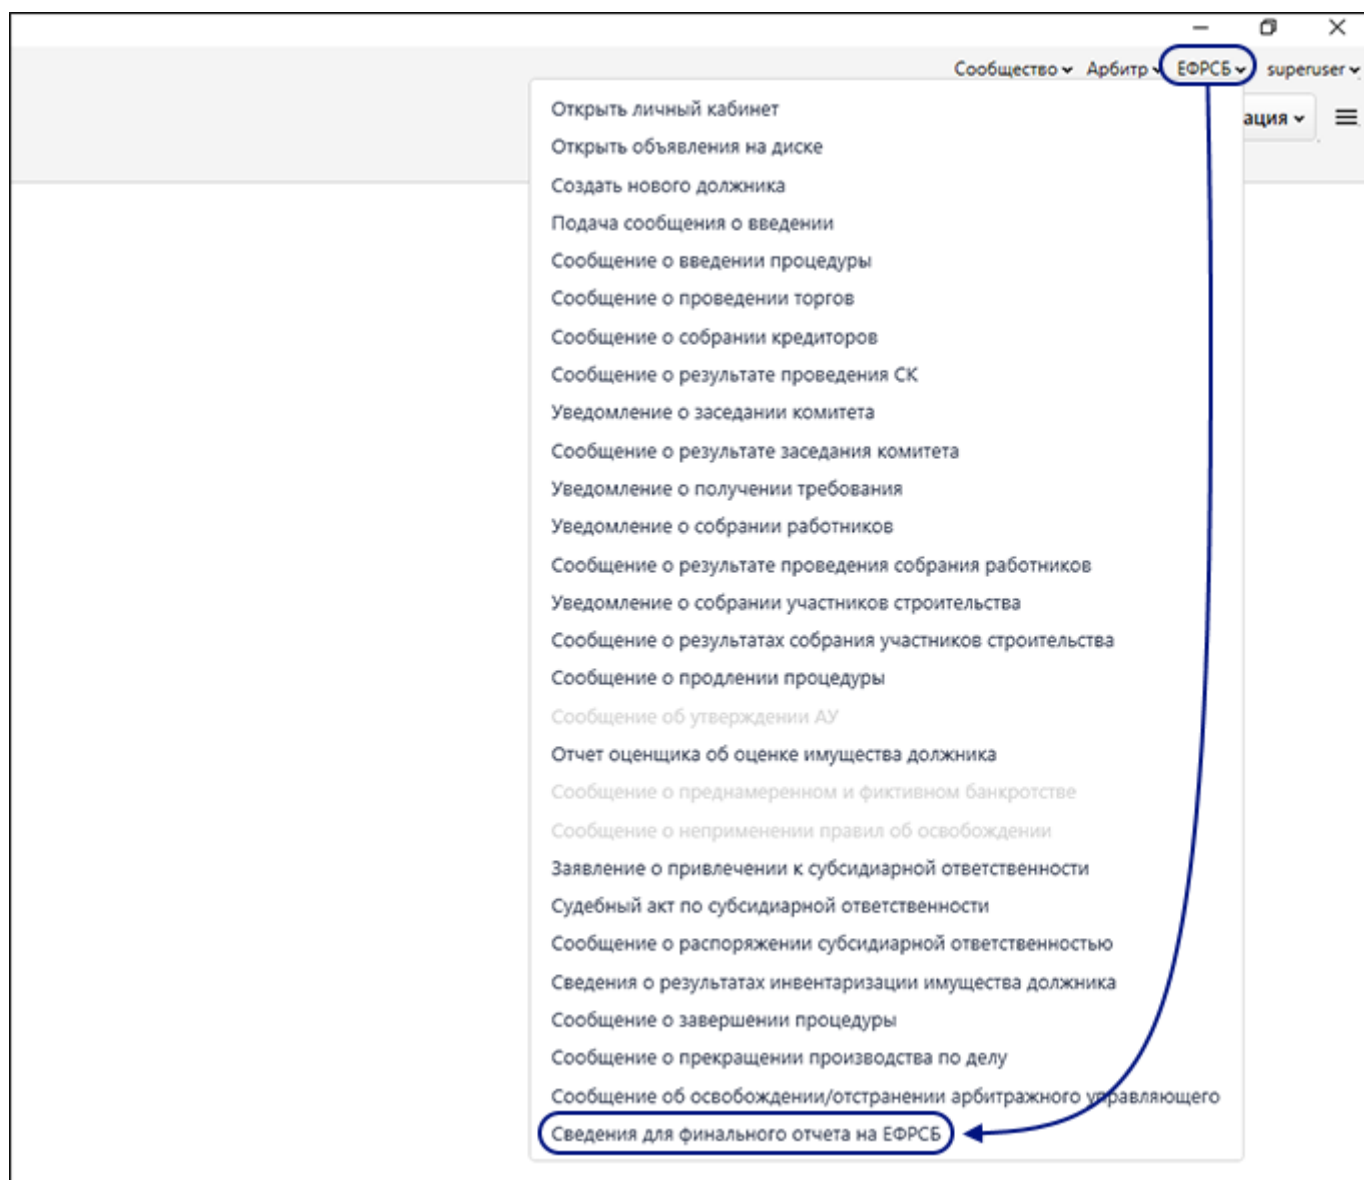 Сообщество Арбитр ЕФРСБ superuser
ация
Открыть личный кабинет
Открыть объявления на диске
Создать нового должника
Подача сообщения о введении
Сообщение о введении процедуры
Сообщение о проведении торгов
Сообщение о собрании кредиторов
Сообщение о результате проведения СК
Уведомление о заседании комитета
Сообщение о результате заседания комитета
Уведомление о получении требования
Уведомление о собрании работников
Сообщение о результате проведения собрания работников
Уведомление о собрании участников строительства
Сообщение о результатах собрания участников строительства
Сообщение о продлении процедуры
Сообщение об утверждении АУ
Отчет оценщика об оценке имущества должника
Сообщение о преднамеренном и фиктивном банкротстве
Сообщение о неприменении правил об освобождении
Заявление о привлечении к субсидиарной ответственности
Судебный акт по субсидиарной ответственности
Сообщение о распоряжении субсидиарной ответственностью
Сведения о результатах инвентаризации имущества должника
Сообщение о завершении процедуры
Сообщение о прекращении производства по делу
Сообщение об освобождении/отстранении арбитражного управляющего
Сведения для финального отчета на ЕФРСБ